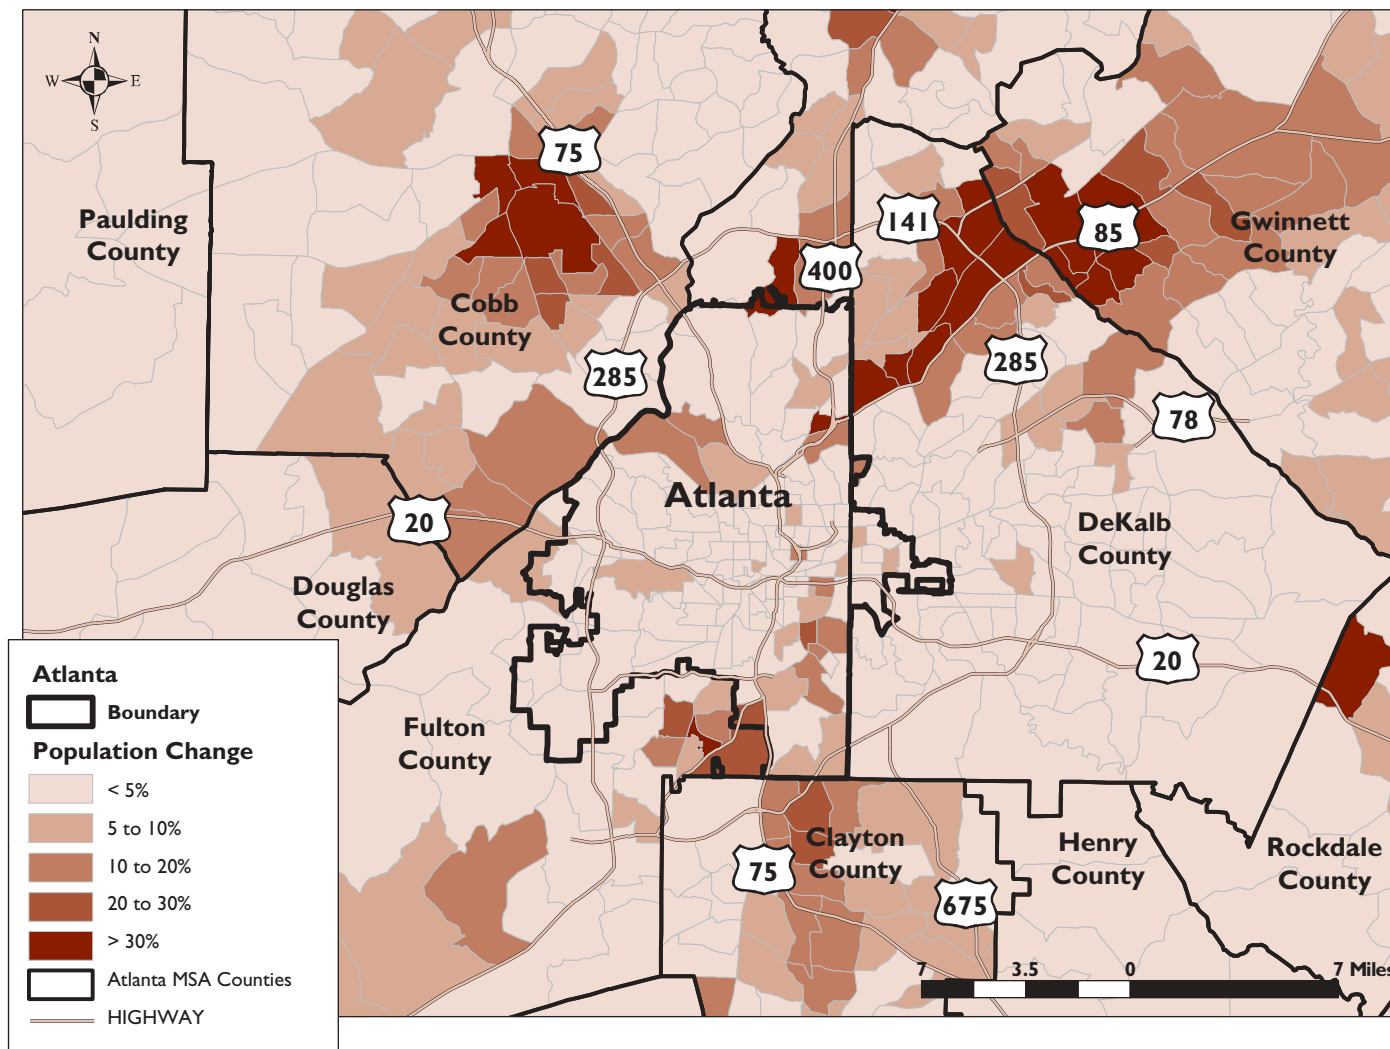 N
W E
S
75
Paulding
County
141
85
Gwinnett
County
400
Cobb
County
285
285
78
Atlanta
20
DeKalb
County
Douglas
County
20
Fulton
County
Clayton
County
75
675
Henry
County
Rockdale
County
7 3.5 0 7 Miles
Atlanta
Boundary
Population Change
< 5%
5 to 10%
10 to 20%
20 to 30%
> 30%
Atlanta MSA Counties
HIGHWAY